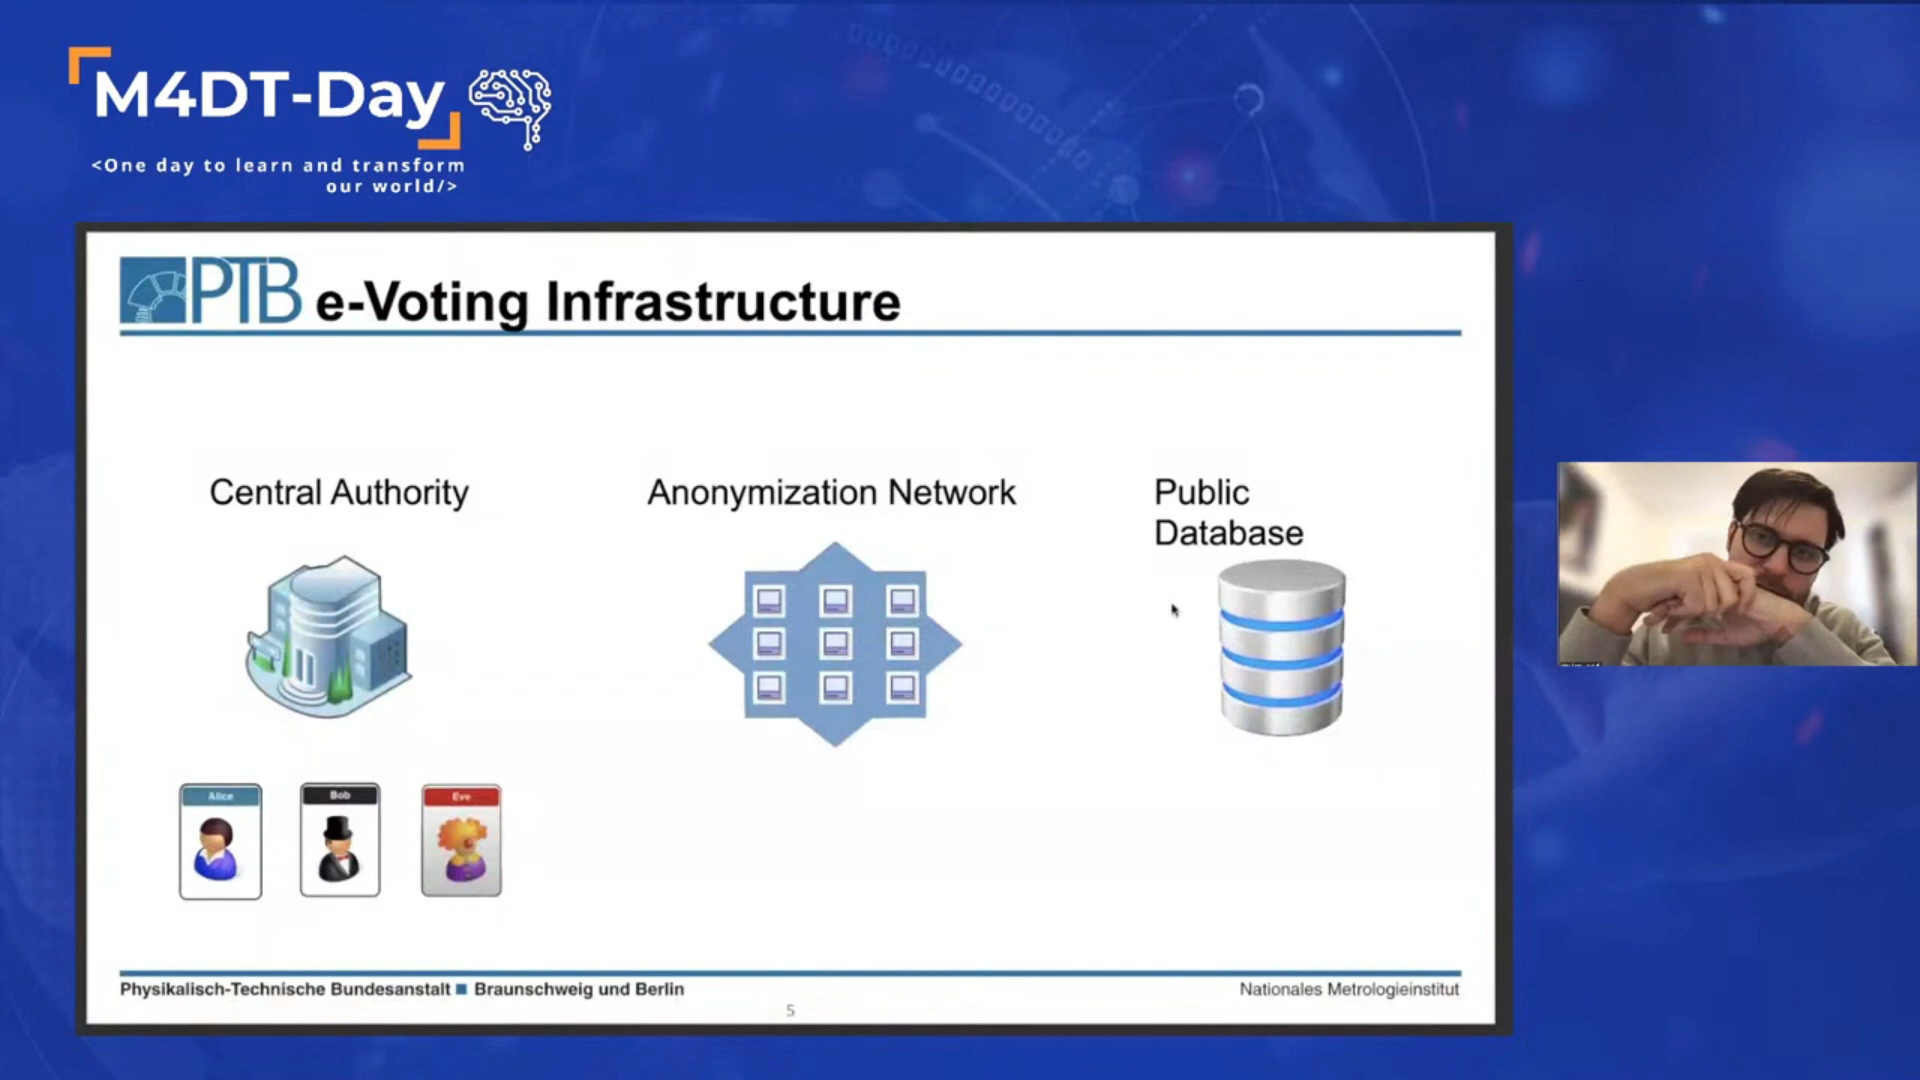 M4DT-Day
<One day to learn and transform
our world/>
PTB e-Voting Infrastructure
Central Authority
Anonymization Network
Public
Database
Alice
Bob
Eve
Physikalisch-Technische Bundesanstalt ■ Braunschweig und Berlin
Nationales Metrologieinstitut
5